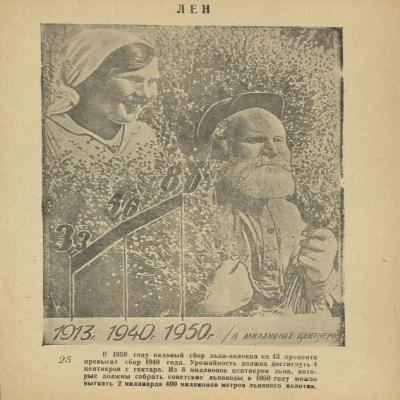 ЛЕН
80
56
33
1913г. 1940г. 1950г. /в миллионах центнеров
25
В 1950 году валовый сбор льна-волокна на 43 процента
превысит сбор 1940 года. Урожайность должна достигнуть 4
центнеров с гектара. Из 8 миллионов центнеров льна, кото-
рые должны собрать советские льноводы в 1950 году можно
выткать 2 миллиарда 400 миллионов метров льняного полотна.